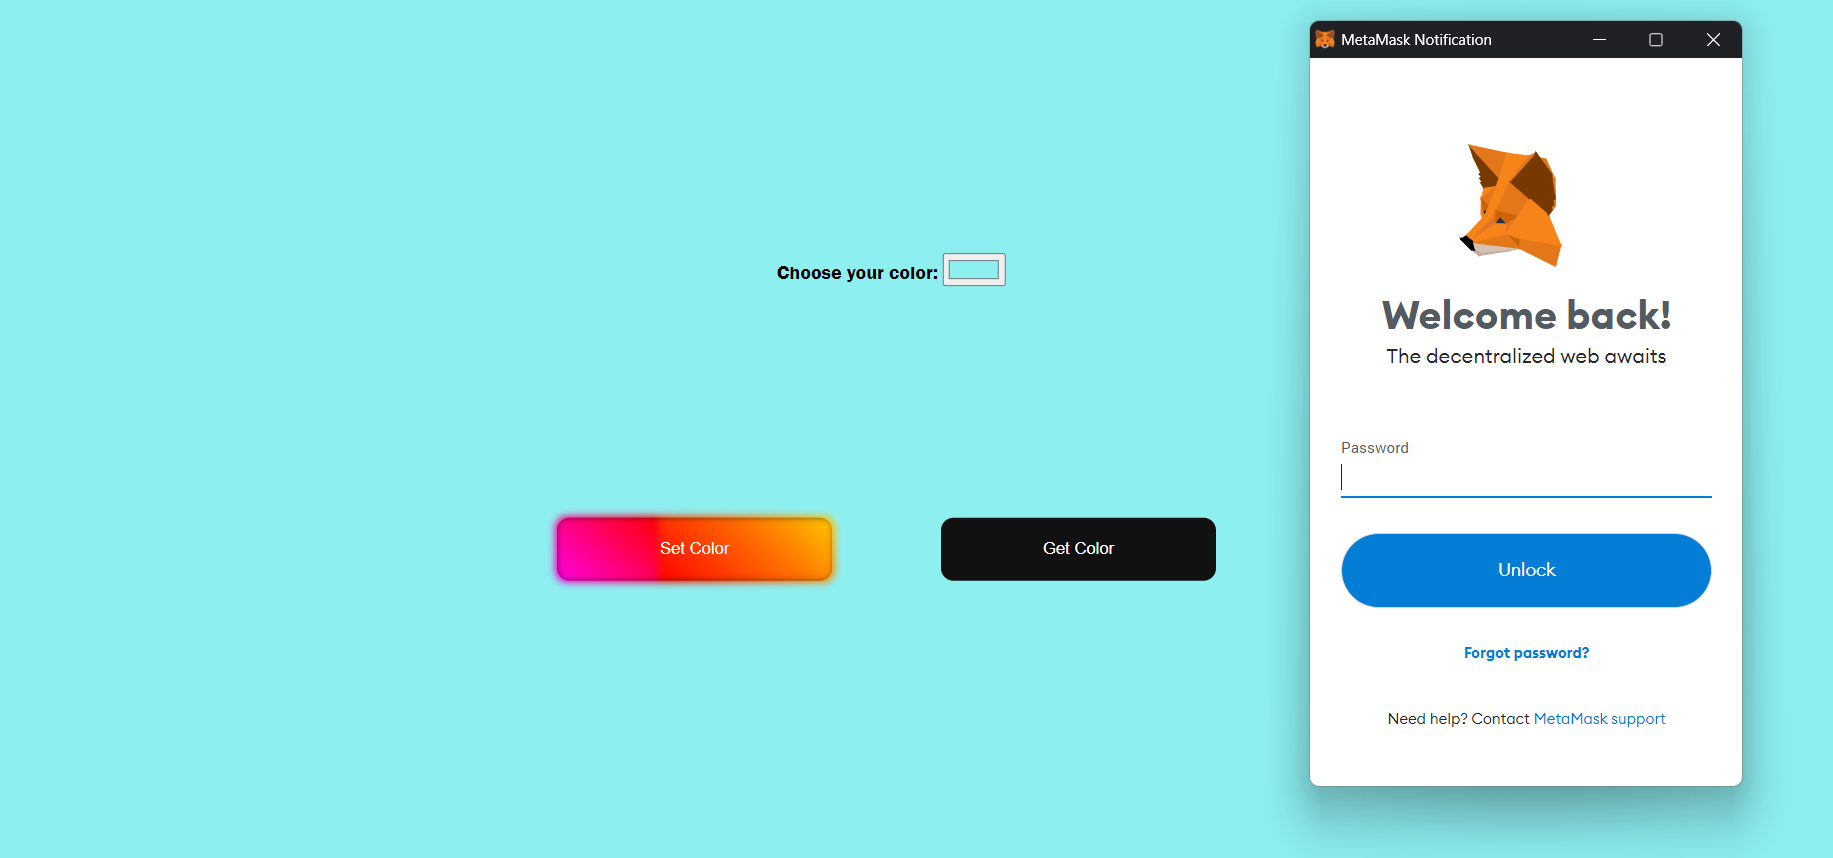 Choose your color:
Set Color
Get Color
MetaMask Notification
Welcome back!
The decentralized web awaits
Password
Unlock
Forgot password?
Need help? Contact MetaMask support